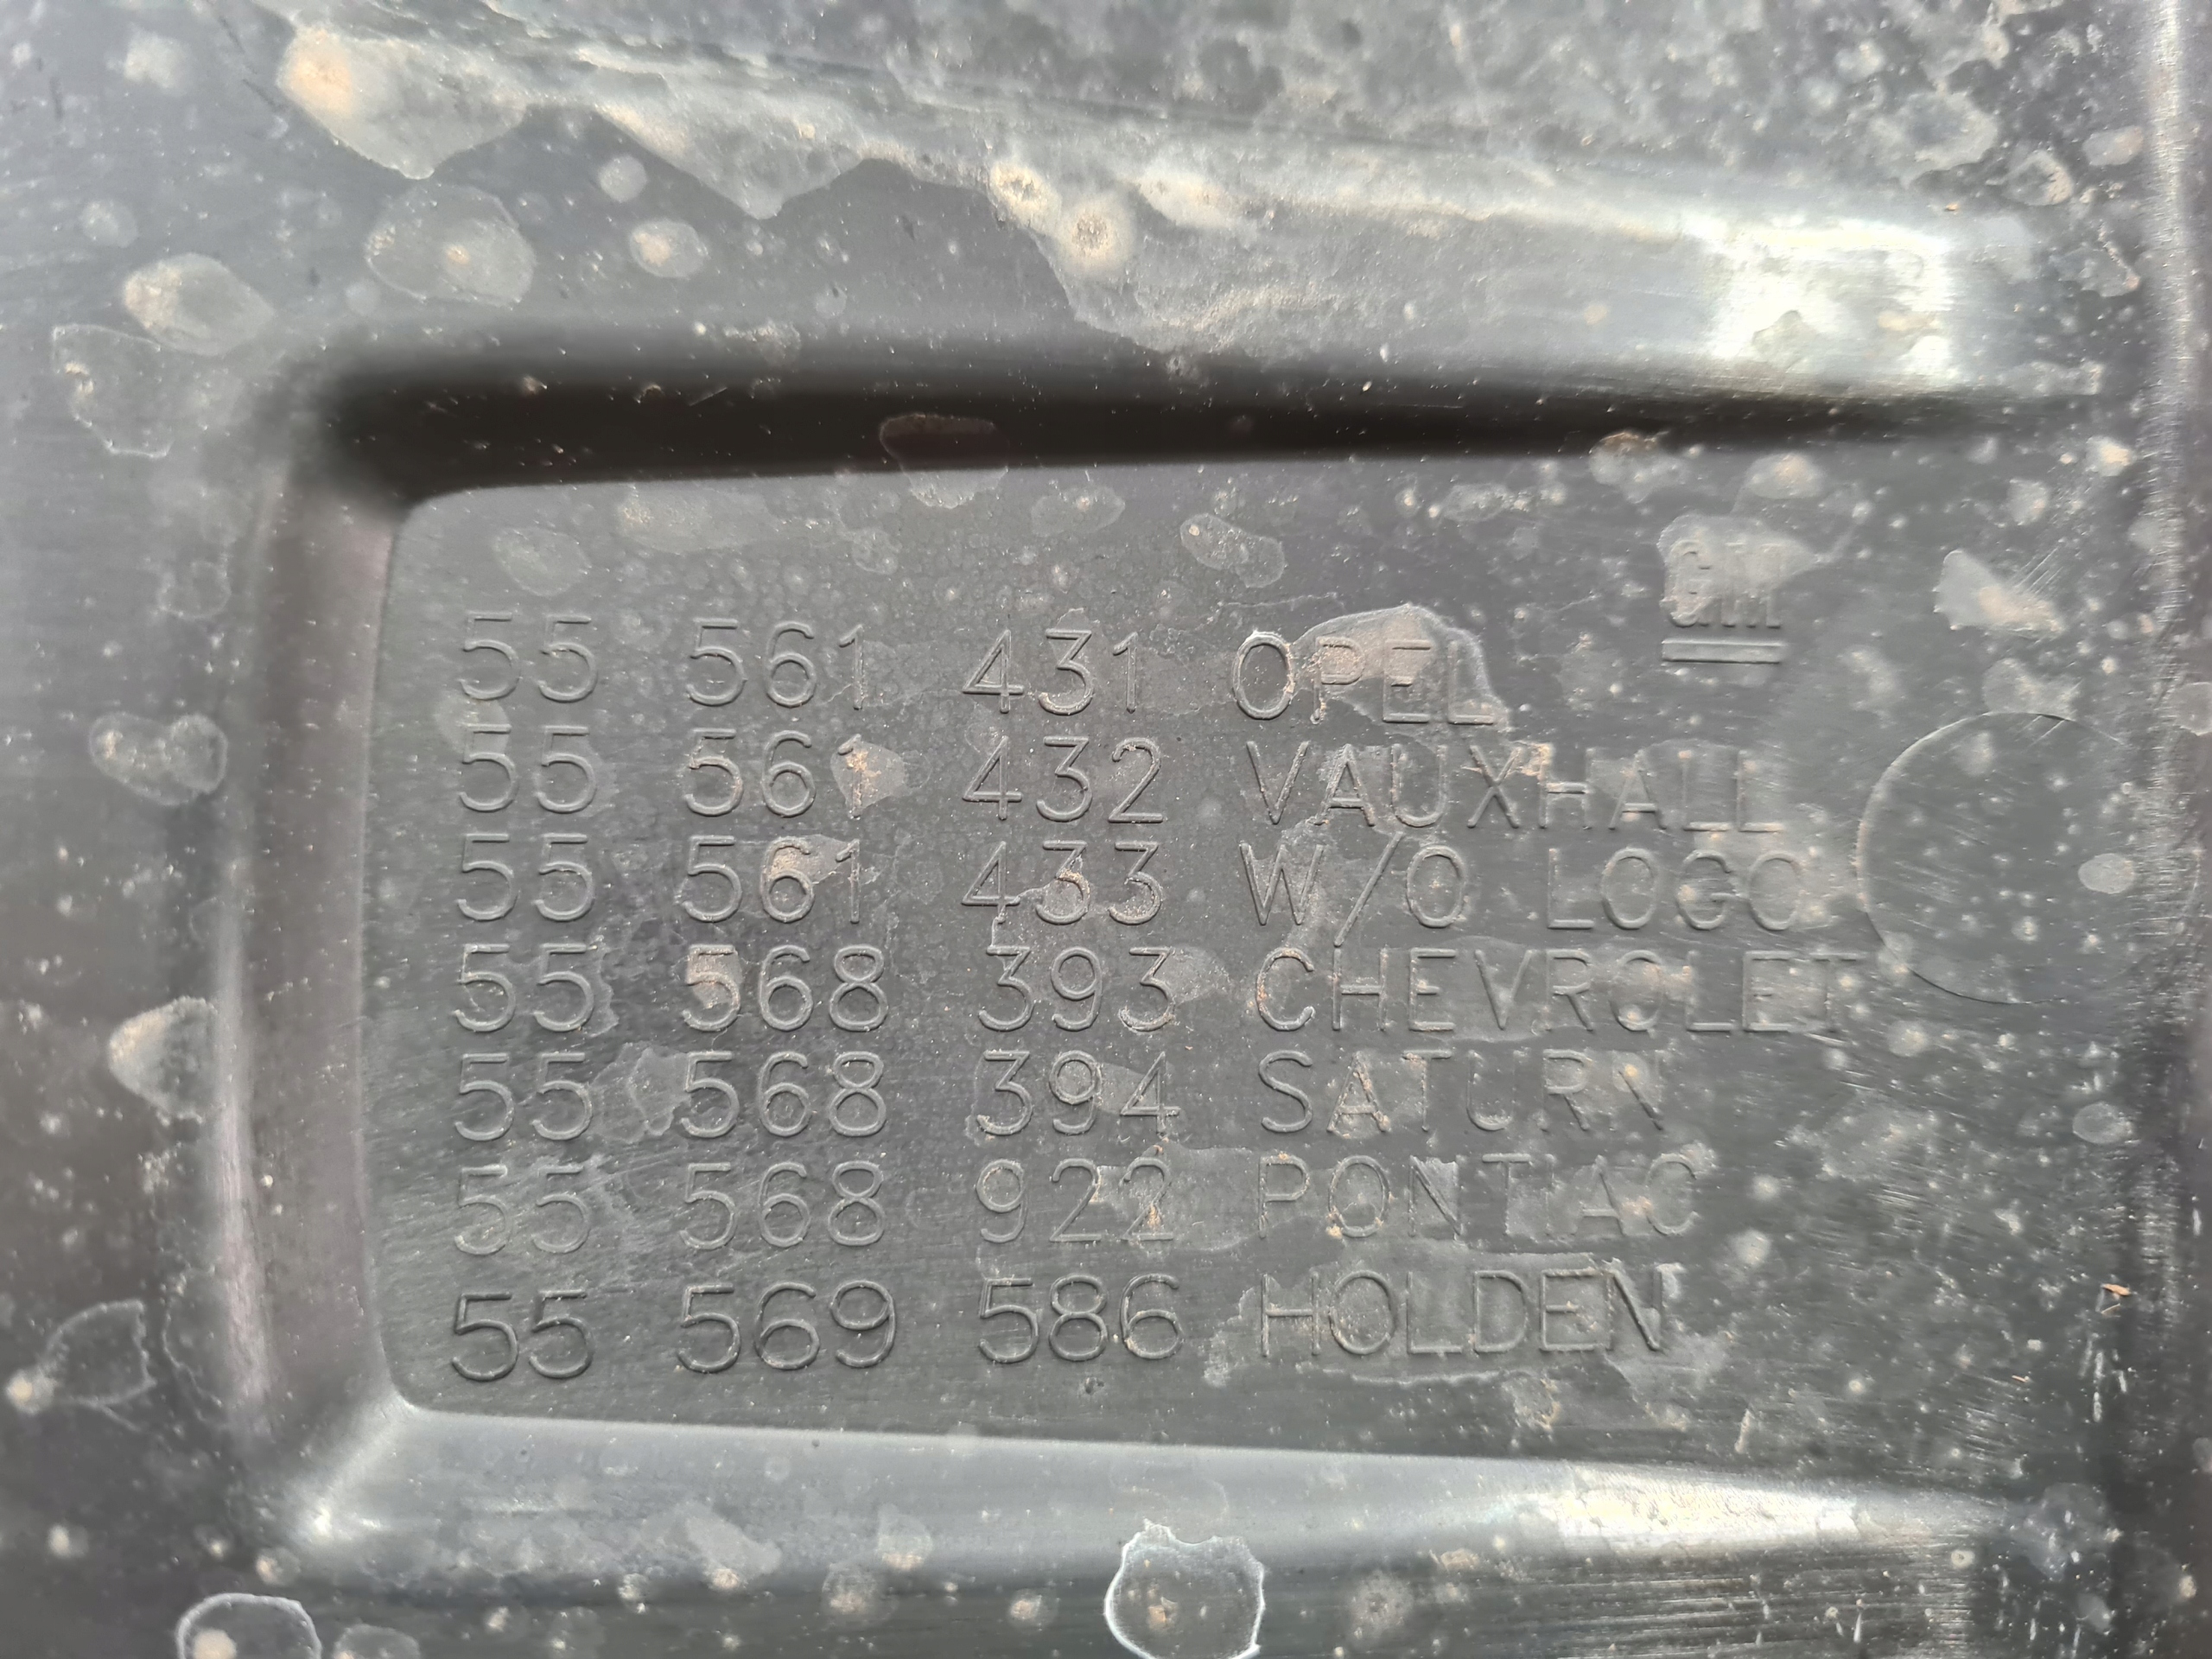 GM
55 561 431 OPEL
55 561 432 VAUXHALL
55 561 433 W/O LOGO
55 568 393 CHEVROLET
55 568 394 SATURN
55 568 922 PONTIAC
55 569 586 HOLDEN